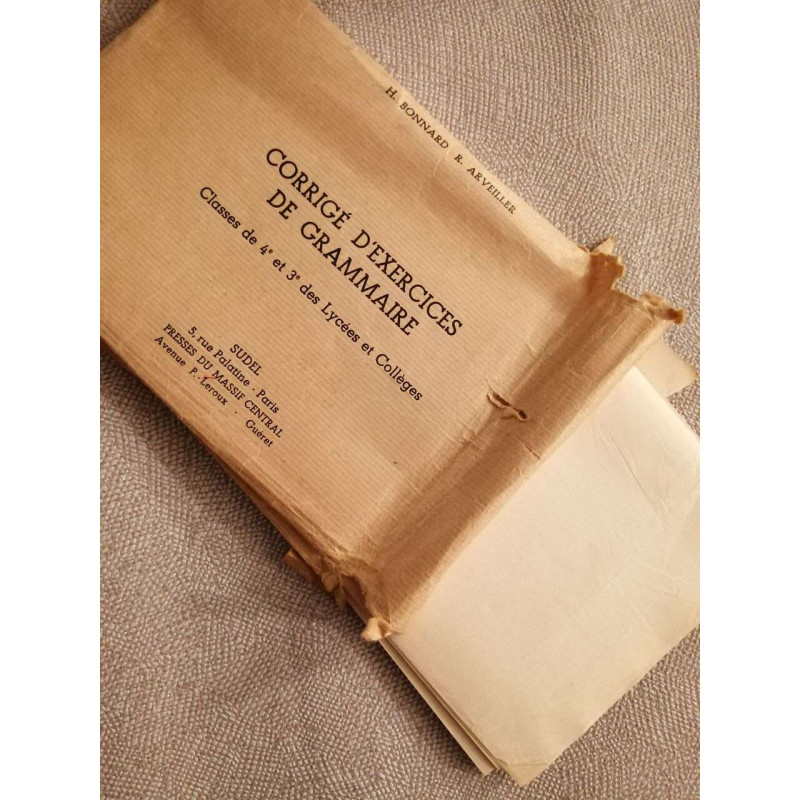 H. BONNARD R. ARVEILLER
CORRIGÉ D'EXERCICES
DE GRAMMAIRE
Classes de 4e et 3e des Lycées et Collèges
SUDEL
5, rue Palatine - Paris
PRESSES DU MASSIF CENTRAL
Avenue P.-Leroux . Guéret